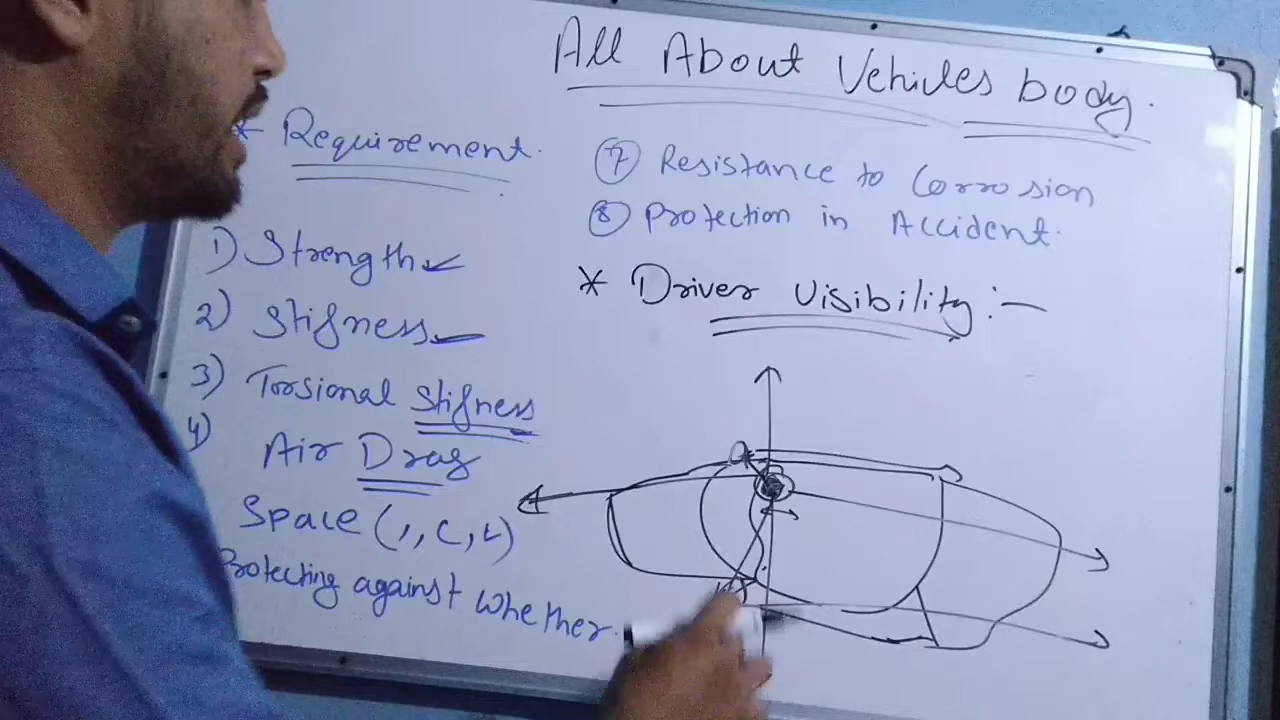 All About Vehicles body.
* Requirement.
1) Strength
2) Stifness
3) Torsional Stifness
4) Air Drag
Space (1, C, L)
Protecting against whether.
7 Resistance to Corrosion
8 Protection in Accident.
* Driver Visibility :-